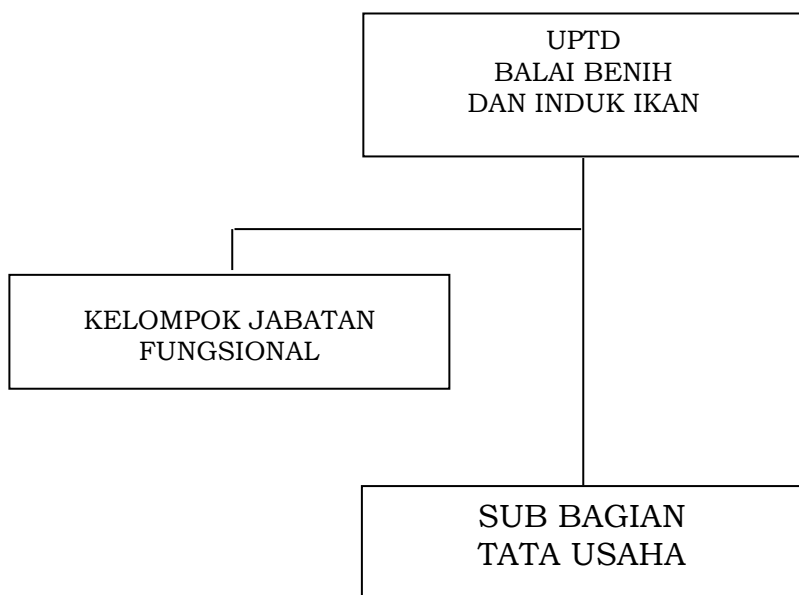 UPTD
BALAI BENIH
DAN INDUK IKAN
KELOMPOK JABATAN
FUNGSIONAL
SUB BAGIAN
TATA USAHA